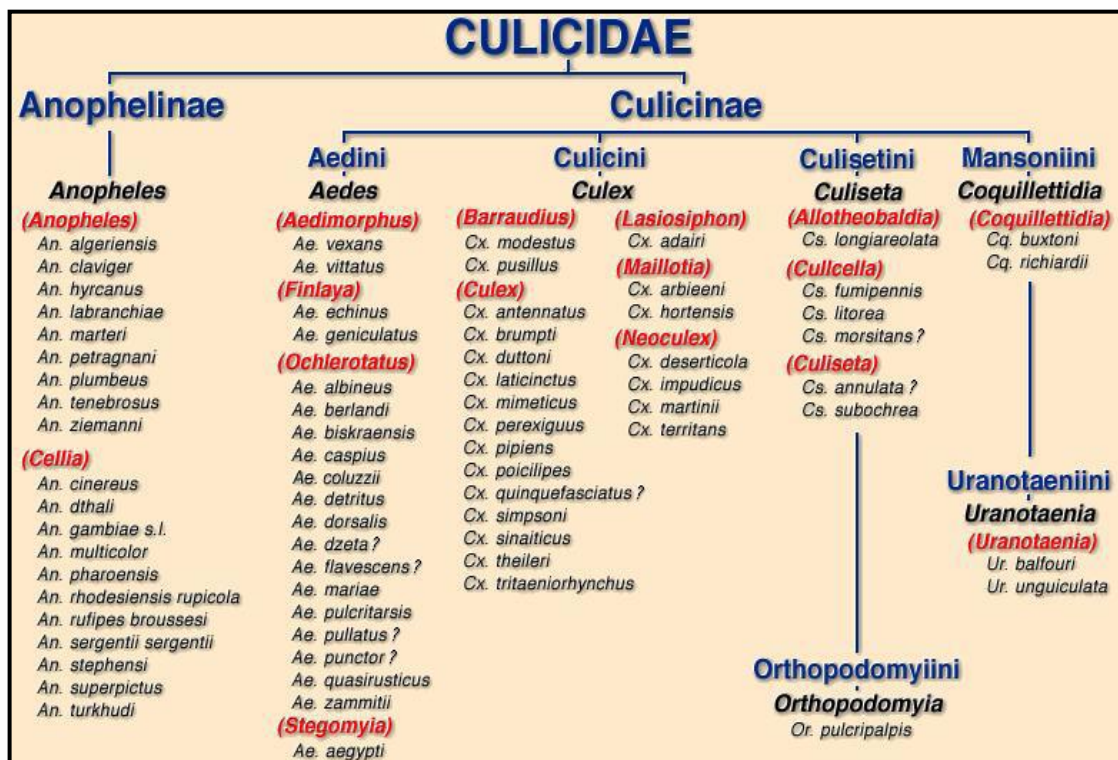 CULICIDAE
Anophelinae
Culicinae
Anopheles
(Anopheles)
An. algeriensis
An. claviger
An. hyrcanus
An. labranchiae
An. marteri
An. petragnani
An. plumbeus
An. tenebrosus
An. ziemanni
(Cellia)
An. cinereus
An. dthali
An. gambiae s.l.
An. multicolor
An. pharoensis
An. rhodesiensis rupicola
An. rufipes broussesi
An. sergentii sergentii
An. stephensi
An. superpictus
An. turkhudi
Aedini
Aedes
(Aedimorphus)
Ae. vexans
Ae. vittatus
(Finlaya)
Ae. echinus
Ae. geniculatus
(Ochlerotatus)
Ae. albineus
Ae. berlandi
Ae. biskraensis
Ae. caspius
Ae. coluzzii
Ae. detritus
Ae. dorsalis
Ae. dzeta ?
Ae. flavescens ?
Ae. mariae
Ae. pulcritarsis
Ae. pullatus ?
Ae. punctor ?
Ae. quasirusticus
Ae. zammitii
(Stegomyia)
Ae. aegypti
Culicini
Culex
(Barraudius)
Cx. modestus
Cx. pusillus
(Culex)
Cx. antennatus
Cx. brumpti
Cx. duttoni
Cx. laticinctus
Cx. mimeticus
Cx. perexiguus
Cx. pipiens
Cx. poicilipes
Cx. quinquefasciatus ?
Cx. simpsoni
Cx. sinaiticus
Cx. theileri
Cx. tritaeniorhynchus
(Lasiosiphon)
Cx. adairi
(Maillotia)
Cx. arbieeni
Cx. hortensis
(Neoculex)
Cx. deserticola
Cx. impudicus
Cx. martinii
Cx. territans
Culisetini
Culiseta
(Allotheobaldia)
Cs. longiareolata
(Cullcella)
Cs. fumipennis
Cs. litorea
Cs. morsitans ?
(Culiseta)
Cs. annulata ?
Cs. subochrea
Orthopodomyiini
Orthopodomyia
Or. pulcripalpis
Mansoniini
Coquillettidia
(Coquillettidia)
Cq. buxtoni
Cq. richiardii
Uranotaeniini
Uranotaenia
(Uranotaenia)
Ur. balfouri
Ur. unguiculata